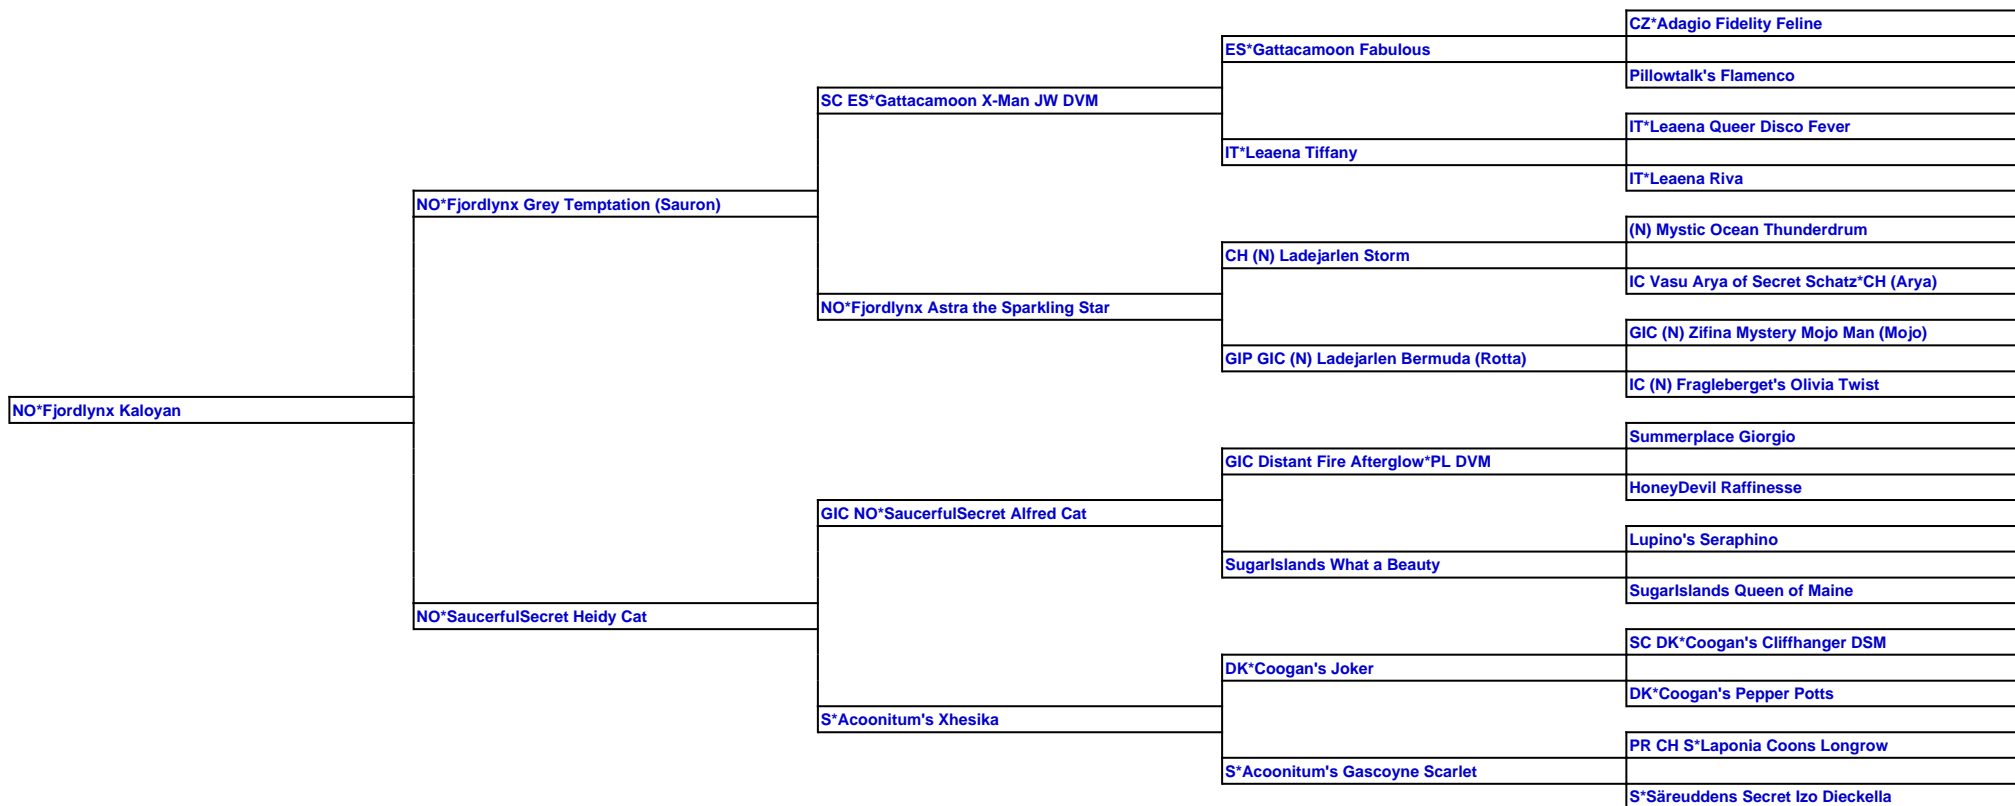 CZ*Adagio Fidelity Feline
ES*Gattacamoon Fabulous
Pillowtalk's Flamenco
SC ES*Gattacamoon X-Man JW DVM
IT*Leaena Queer Disco Fever
IT*Leaena Tiffany
IT*Leaena Riva
NO*Fjordlynx Grey Temptation (Sauron)
(N) Mystic Ocean Thunderdrum
CH (N) Ladejarlen Storm
IC Vasu Arya of Secret Schatz*CH (Arya)
NO*Fjordlynx Astra the Sparkling Star
GIC (N) Zifina Mystery Mojo Man (Mojo)
GIP GIC (N) Ladejarlen Bermuda (Rotta)
IC (N) Fragleberget's Olivia Twist
NO*Fjordlynx Kaloyan
Summerplace Giorgio
GIC Distant Fire Afterglow*PL DVM
HoneyDevil Raffinesse
GIC NO*SaucerfulSecret Alfred Cat
Lupino's Seraphino
SugarIslands What a Beauty
SugarIslands Queen of Maine
NO*SaucerfulSecret Heidy Cat
SC DK*Coogan's Cliffhanger DSM
DK*Coogan's Joker
DK*Coogan's Pepper Potts
S*Acoonitum's Xhesika
PR CH S*Laponia Coons Longrow
S*Acoonitum's Gascoyne Scarlet
S*Säreuddens Secret Izo Dieckella